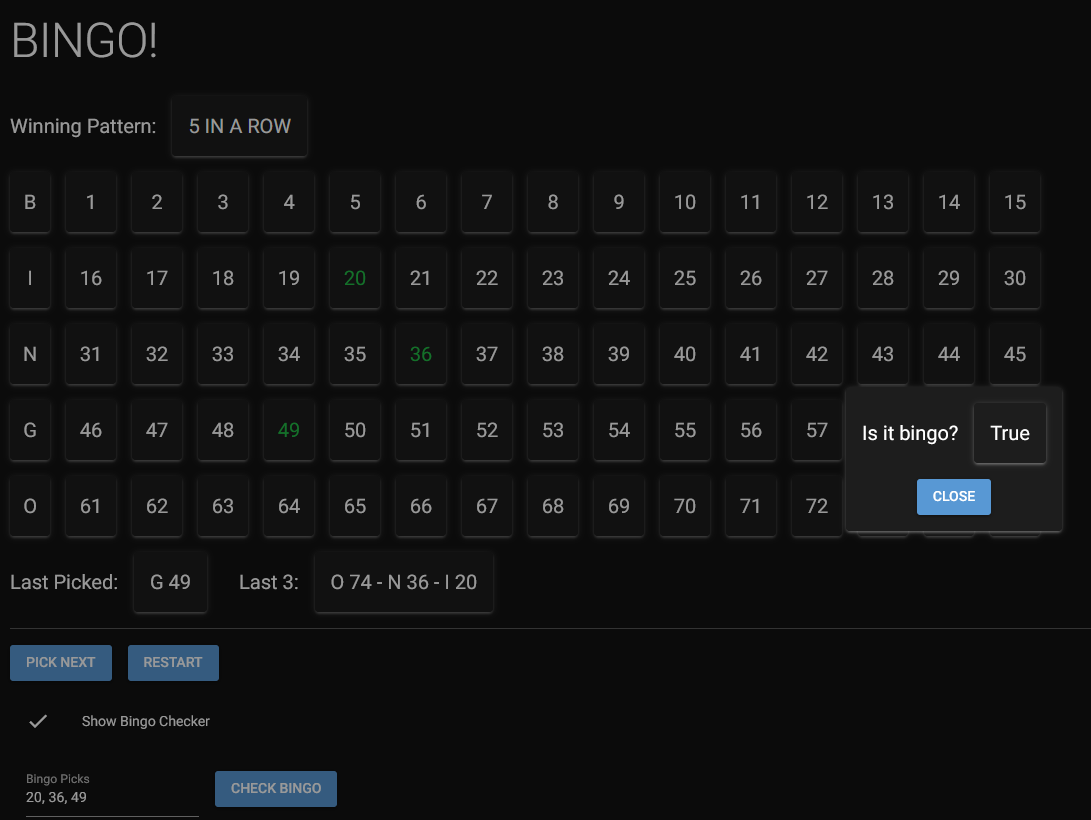 BINGO!
Winning Pattern: 5 IN A ROW
B 1 2 3 4 5 6 7 8 9 10 11 12 13 14 15
I 16 17 18 19 20 21 22 23 24 25 26 27 28 29 30
N 31 32 33 34 35 36 37 38 39 40 41 42 43 44 45
G 46 47 48 49 50 51 52 53 54 55 56 57
O 61 62 63 64 65 66 67 68 69 70 71 72
Is it bingo? True
CLOSE
Last Picked: G 49 Last 3: O 74 - N 36 - I 20
PICK NEXT RESTART
Show Bingo Checker
Bingo Picks
20, 36, 49
CHECK BINGO